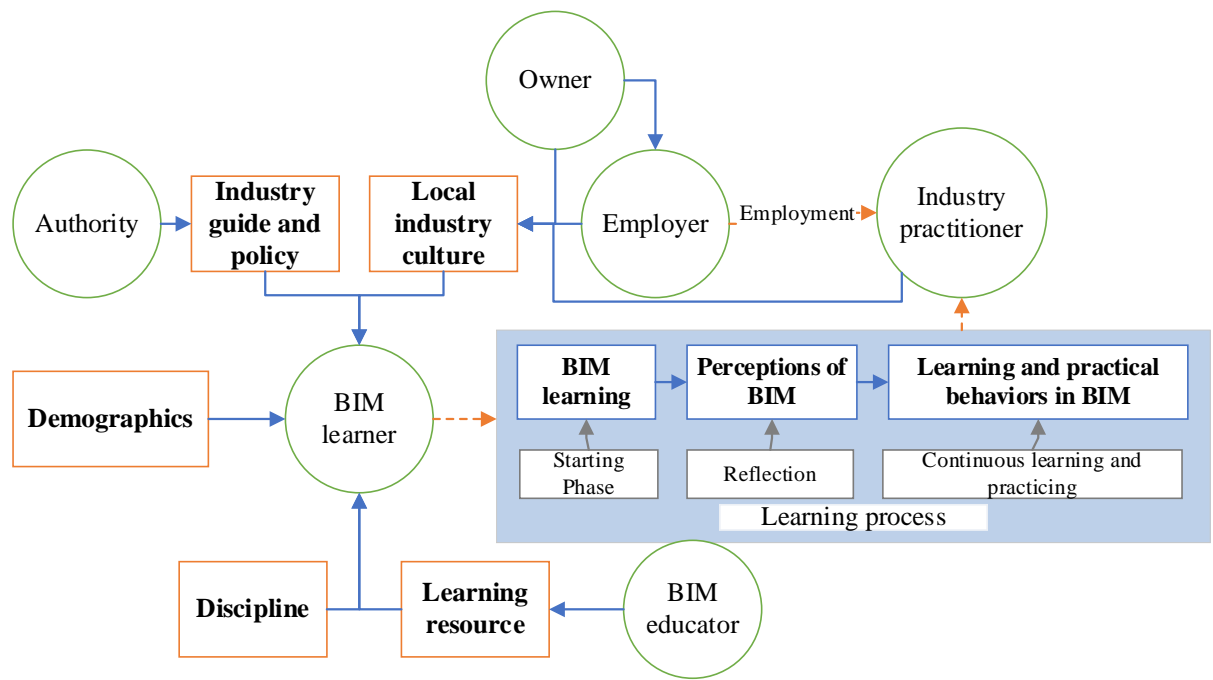 Owner
Authority
Industry
guide and
policy
Local
industry
culture
Employer
Employment
Industry
practitioner
Demographics
BIM
learner
BIM
learning
Perceptions of
BIM
Learning and practical
behaviors in BIM
Starting
Phase
Reflection
Continuous learning and
practicing
Learning process
Discipline
Learning
resource
BIM
educator